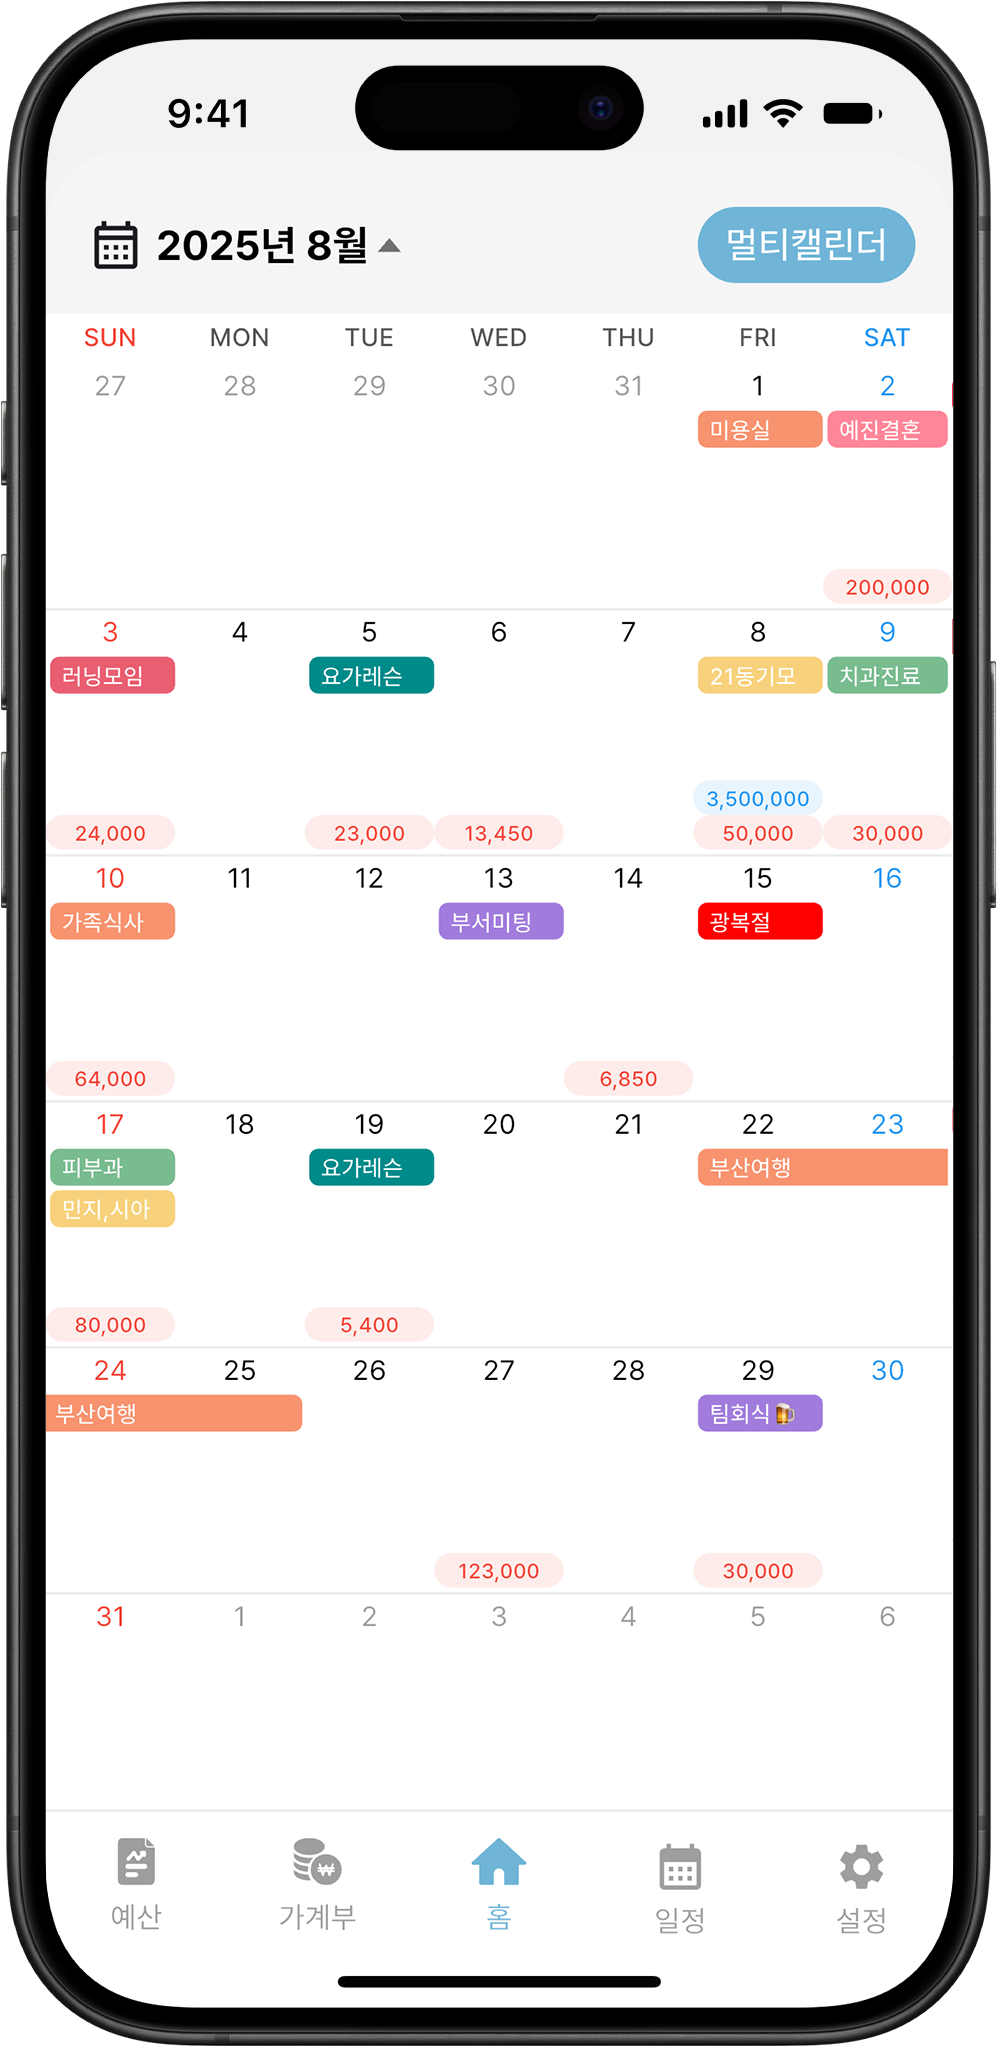 9:41
2025년 8월
멀티캘린더
SUN MON TUE WED THU FRI SAT
27 28 29 30 31 1 2
미용실 예진결혼
200,000
3 4 5 6 7 8 9
러닝모임 요가레슨 21동기모 치과진료
3,500,000
24,000 23,000 13,450 50,000 30,000
10 11 12 13 14 15 16
가족식사 부서미팅 광복절
64,000 6,850
17 18 19 20 21 22 23
피부과 요가레슨 부산여행
민지,시아
80,000 5,400
24 25 26 27 28 29 30
부산여행 팀회식🍺
123,000 30,000
31 1 2 3 4 5 6
예산 가계부 홈 일정 설정